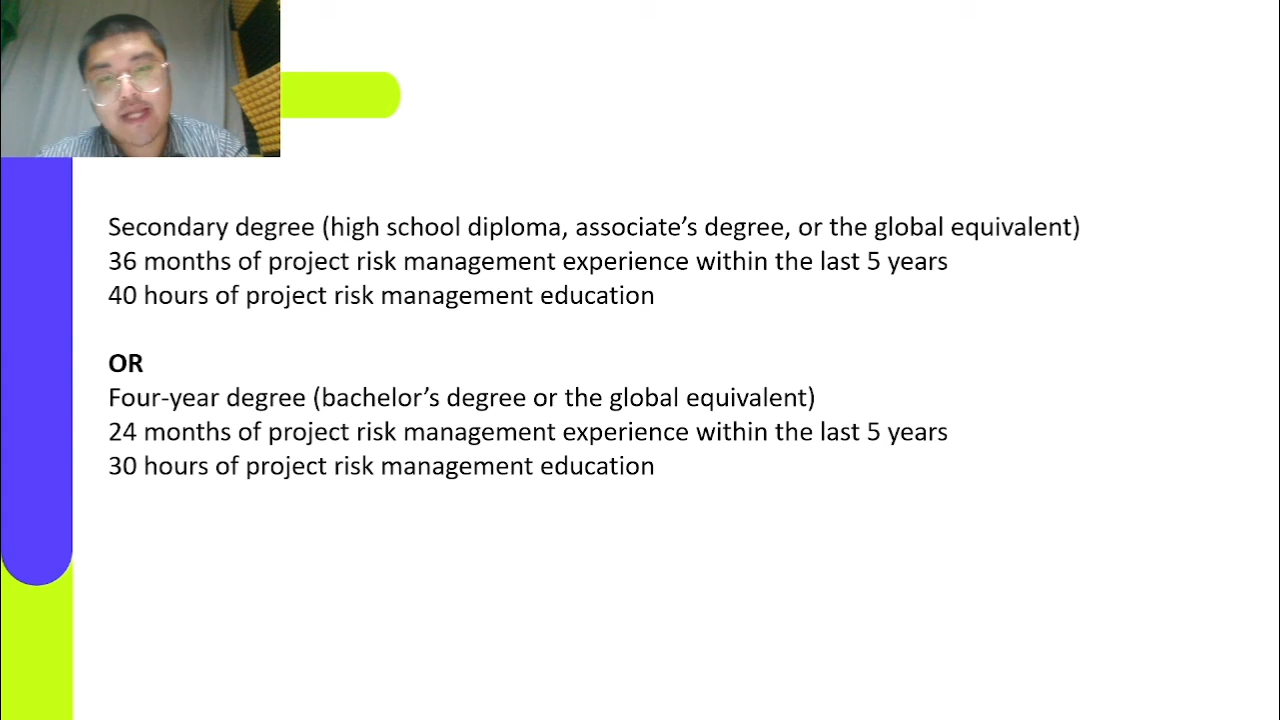 Secondary degree (high school diploma, associate’s degree, or the global equivalent)
36 months of project risk management experience within the last 5 years
40 hours of project risk management education
OR
Four-year degree (bachelor’s degree or the global equivalent)
24 months of project risk management experience within the last 5 years
30 hours of project risk management education